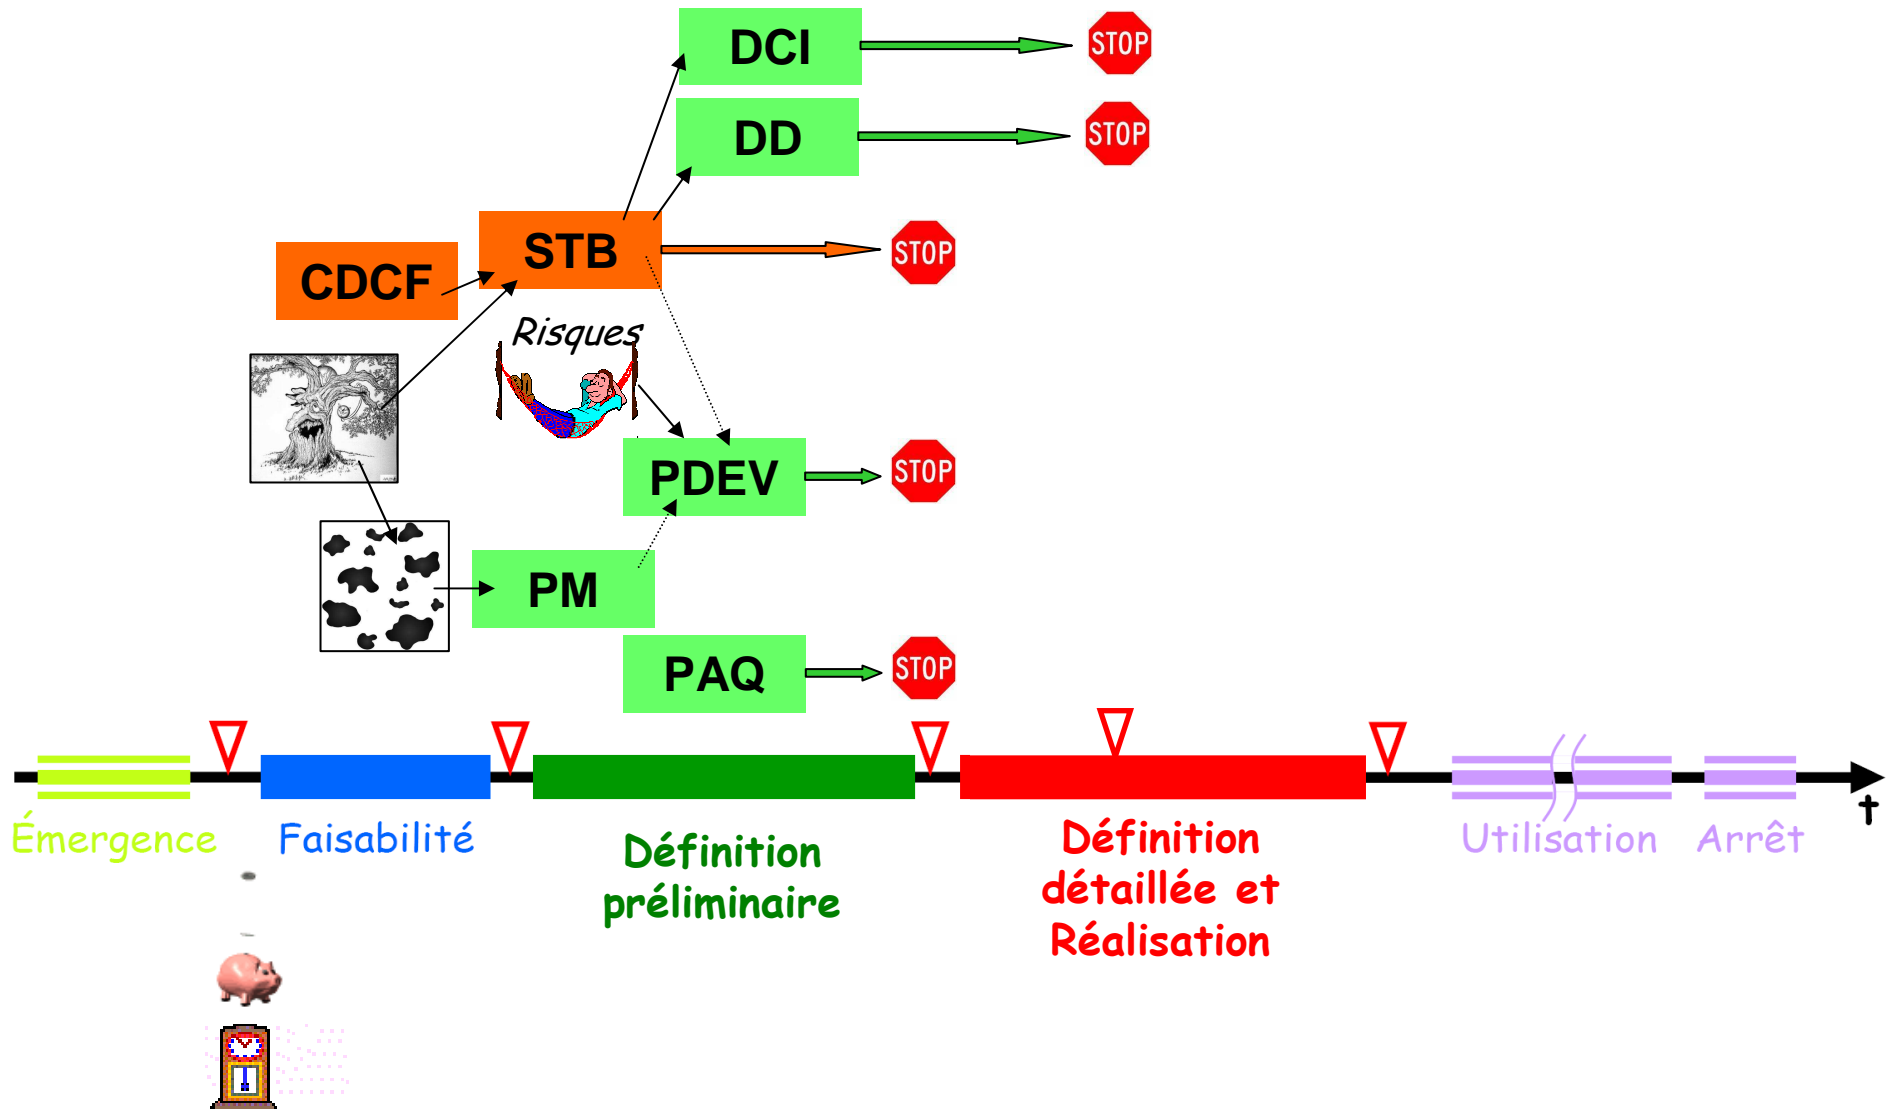 DCI
STOP
DD
STOP
STB
STOP
CDCF
Risques
PDEV
STOP
PM
PAQ
STOP
t
Émergence
Faisabilité
Définition
préliminaire
Définition
détaillée et
Réalisation
Utilisation
Arrêt